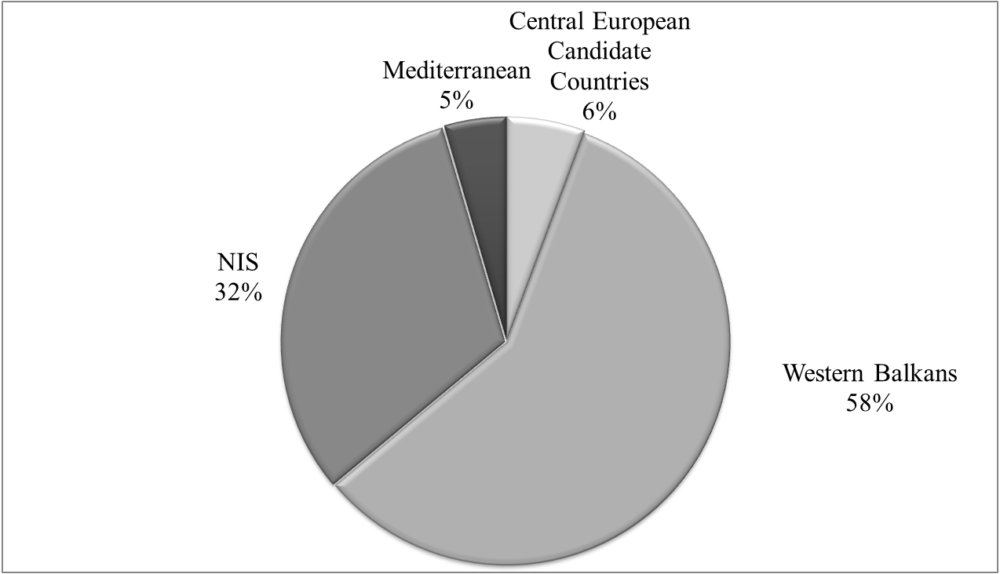 Central European
Candidate
Countries
6%
Mediterranean
5%
NIS
32%
Western Balkans
58%